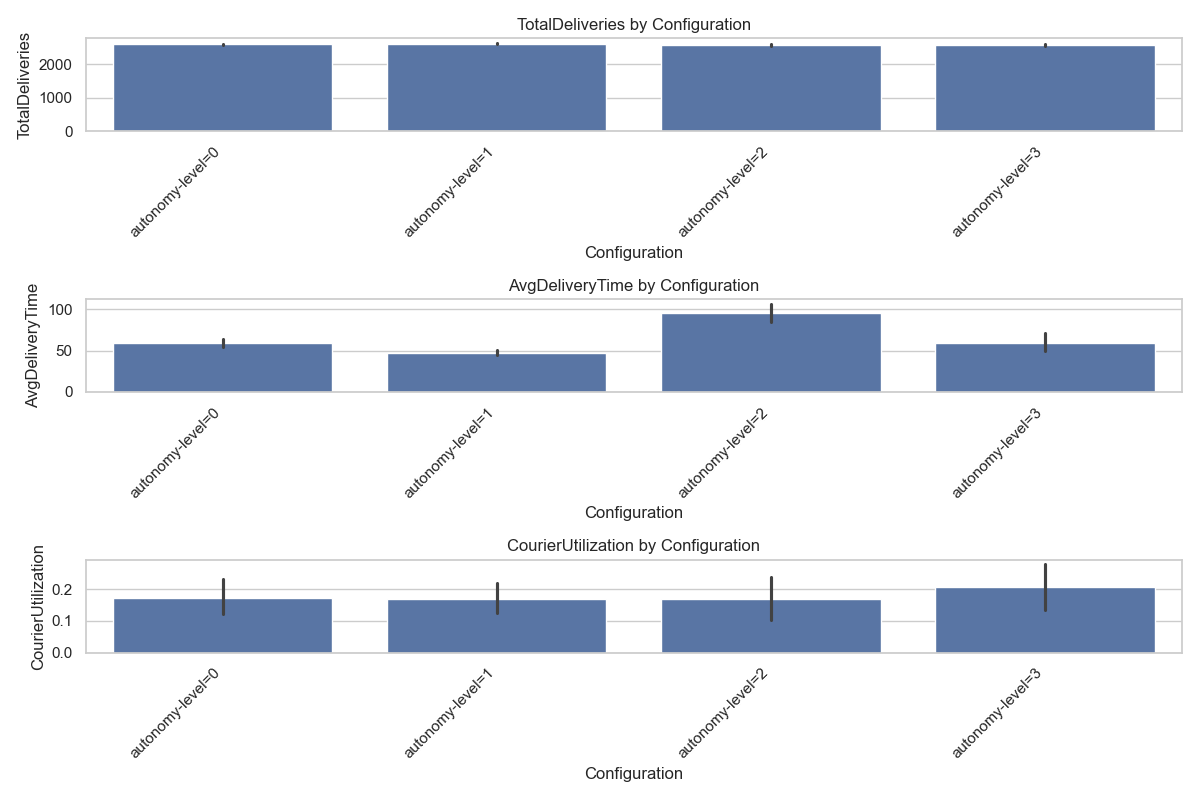 TotalDeliveries by Configuration
TotalDeliveries
2000
1000
0
autonomy-level=0
autonomy-level=1
autonomy-level=2
autonomy-level=3
Configuration
AvgDeliveryTime by Configuration
AvgDeliveryTime
100
50
0
autonomy-level=0
autonomy-level=1
autonomy-level=2
autonomy-level=3
Configuration
CourierUtilization by Configuration
CourierUtilization
0.2
0.1
0.0
autonomy-level=0
autonomy-level=1
autonomy-level=2
autonomy-level=3
Configuration